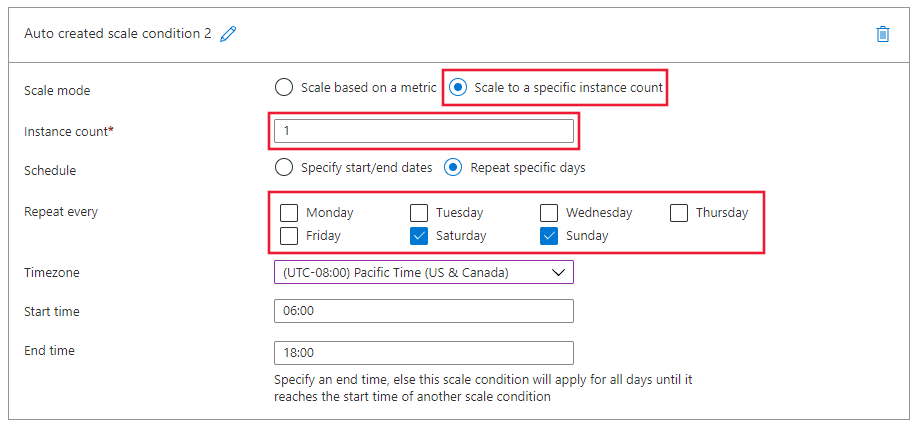 Auto created scale condition 2
Scale mode
Scale based on a metric
Scale to a specific instance count
Instance count*
1
Schedule
Specify start/end dates
Repeat specific days
Repeat every
Monday
Tuesday
Wednesday
Thursday
Friday
Saturday
Sunday
Timezone
(UTC-08:00) Pacific Time (US & Canada)
Start time
06:00
End time
18:00
Specify an end time, else this scale condition will apply for all days until it
reaches the start time of another scale condition